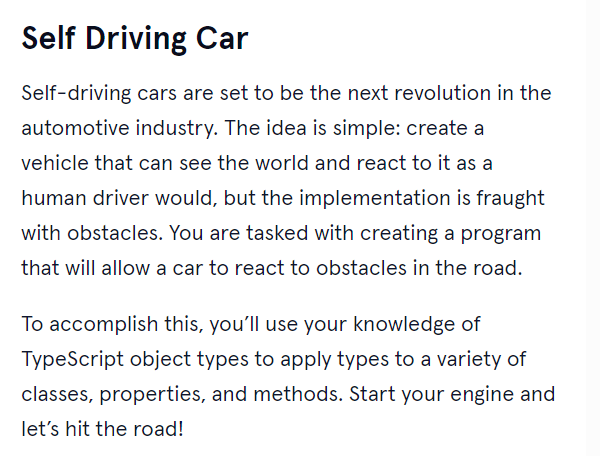 Self Driving Car
Self-driving cars are set to be the next revolution in the
automotive industry. The idea is simple: create a
vehicle that can see the world and react to it as a
human driver would, but the implementation is fraught
with obstacles. You are tasked with creating a program
that will allow a car to react to obstacles in the road.
To accomplish this, you’ll use your knowledge of
TypeScript object types to apply types to a variety of
classes, properties, and methods. Start your engine and
let’s hit the road!